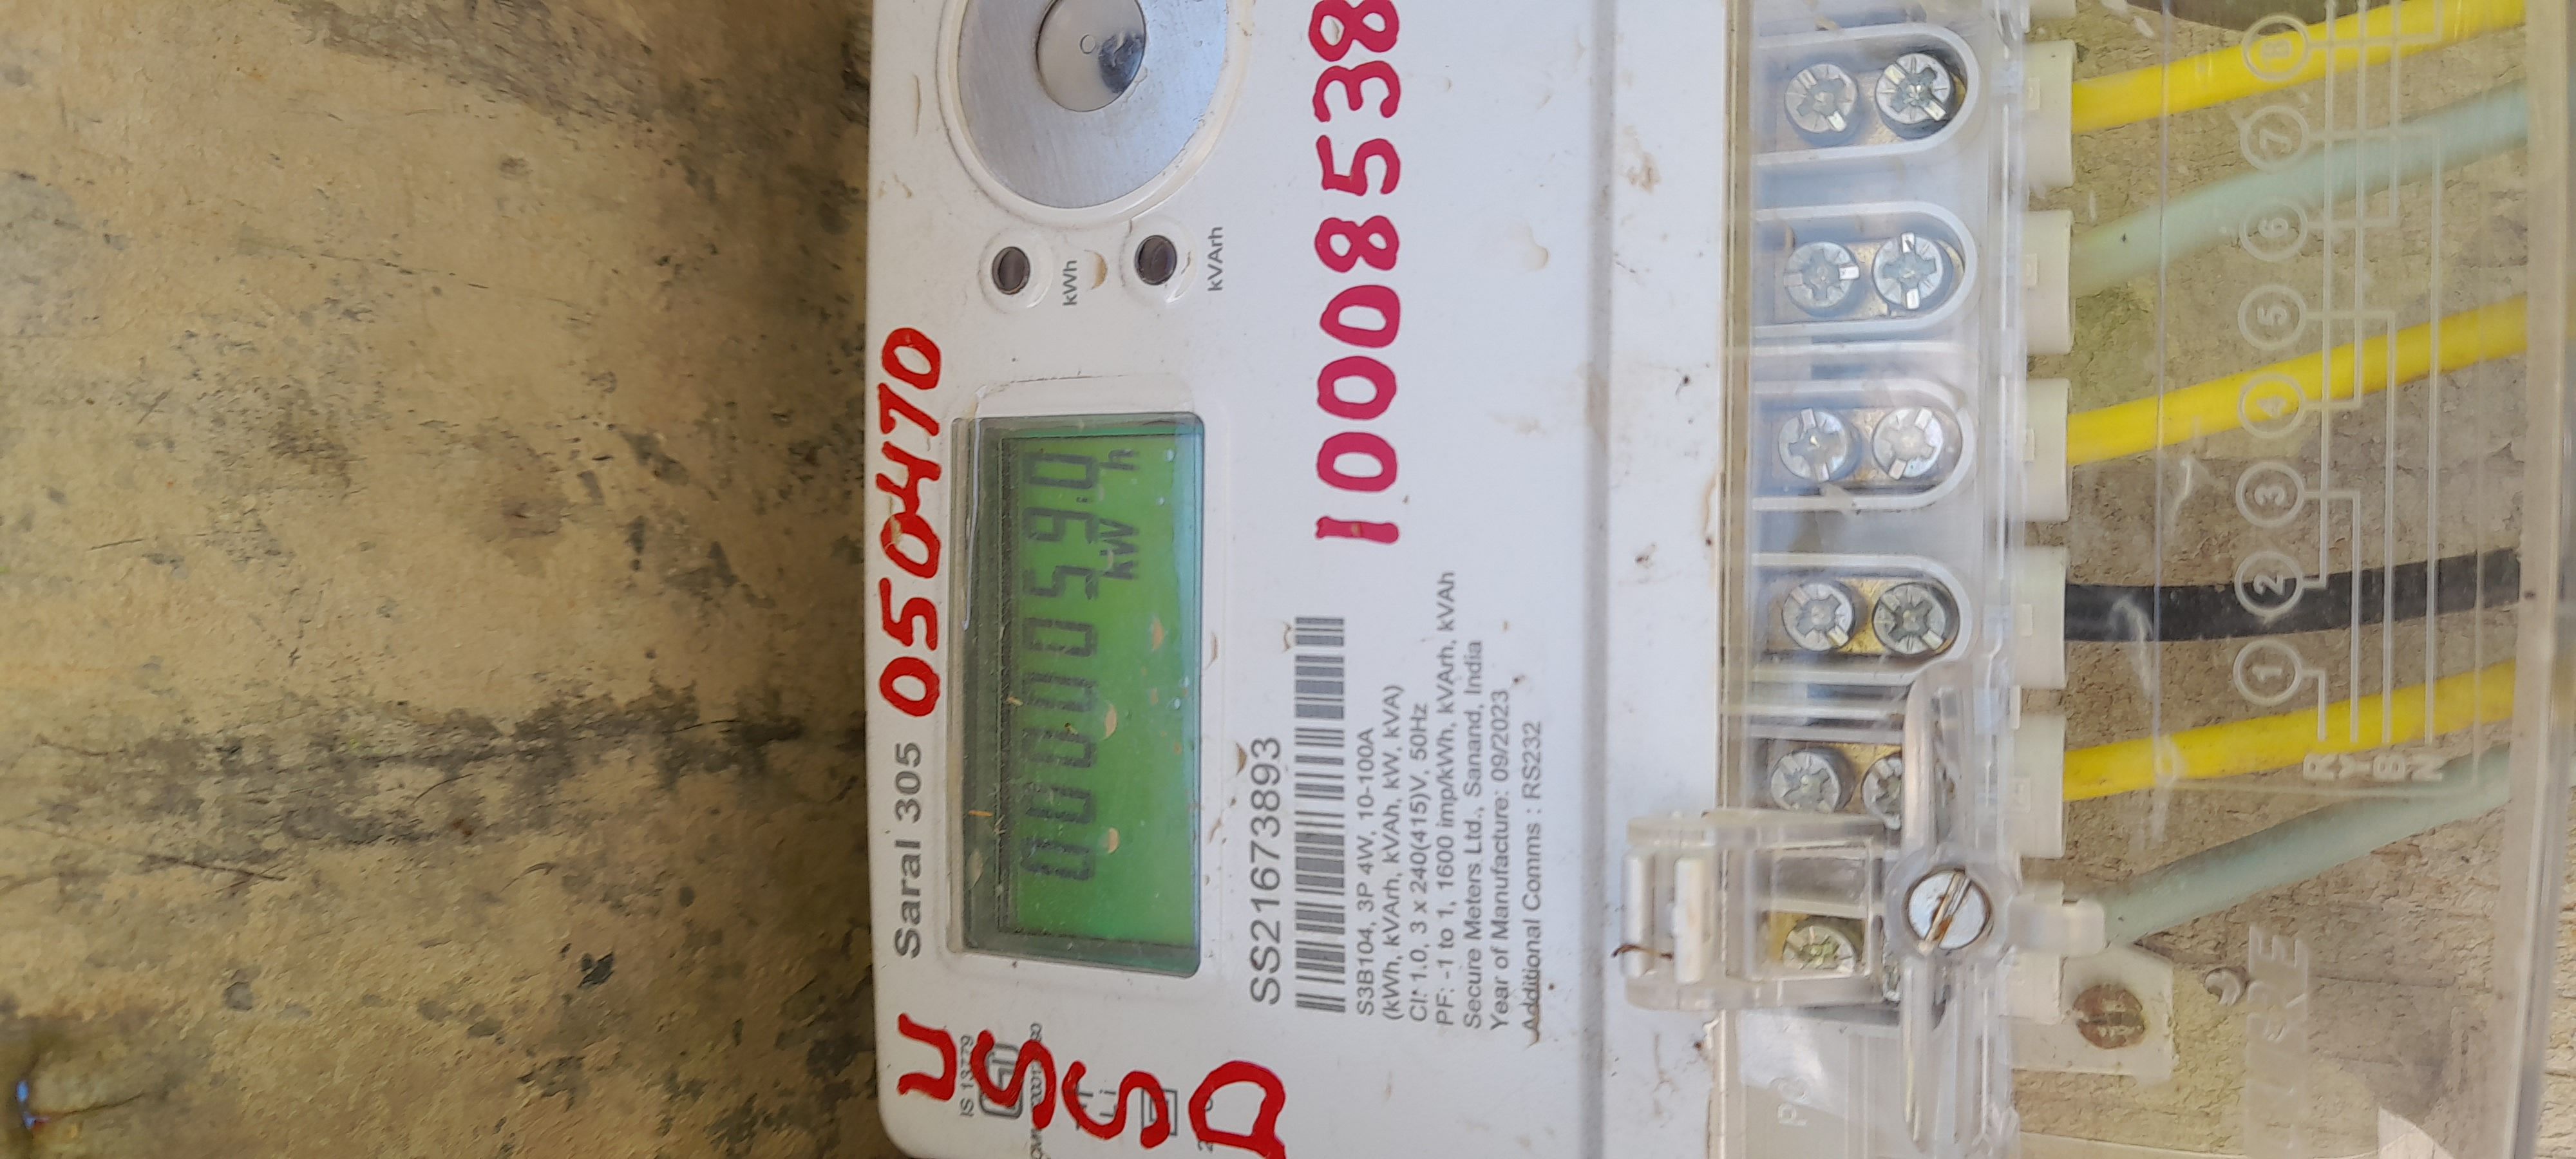 Saral 305
050470
USSD
IS 13779
0000059.0
kWh
kWh
kVArh
SS21673893
10008538
S3B104, 3P 4W, 10-100A
(kWh, kVArh, kVAh, kW, kVA)
Cl: 1.0, 3 x 240(415)V, 50Hz
PF: -1 to 1, 1600 imp/kWh, kVArh, kVAh
Secure Meters Ltd., Sanand, India
Year of Manufacture: 09/2023
Additional Comms : RS232
1 2 3 4 5 6 7 8
R
Y
B
N